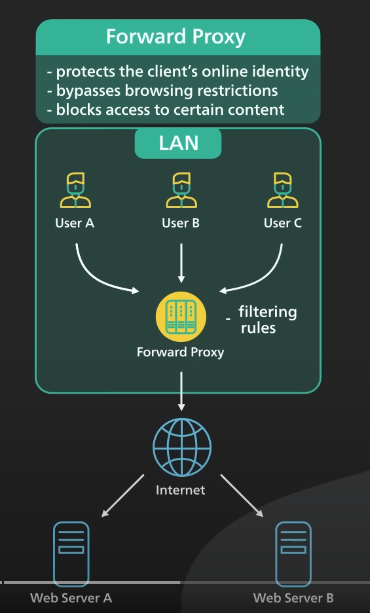 Forward Proxy
- protects the client's online identity
- bypasses browsing restrictions
- blocks access to certain content
LAN
User A
User B
User C
- filtering
rules
Forward Proxy
Internet
Web Server A
Web Server B